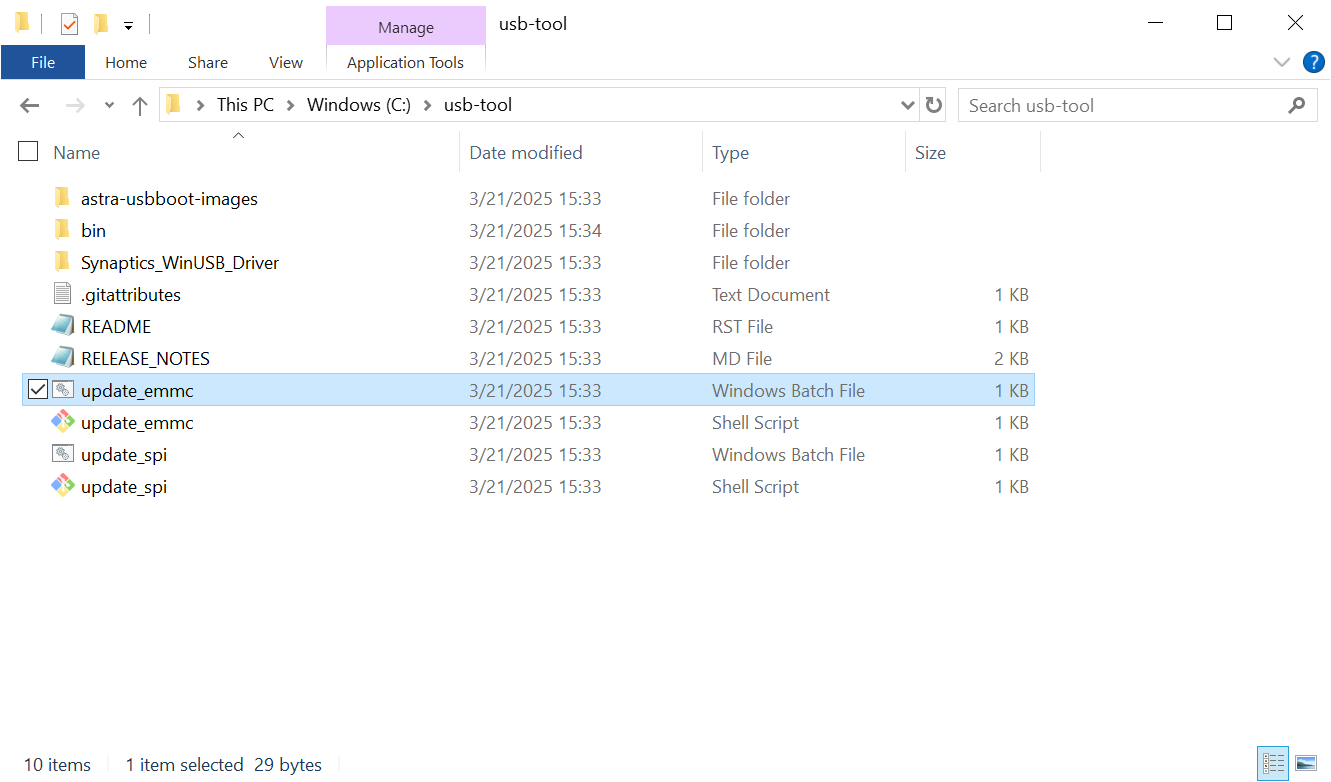 Manage usb-tool
File Home Share View Application Tools ?
This PC Windows (C:) usb-tool Search usb-tool
Name Date modified Type Size
astra-usbboot-images 3/21/2025 15:33 File folder
bin 3/21/2025 15:34 File folder
Synaptics_WinUSB_Driver 3/21/2025 15:33 File folder
.gitattributes 3/21/2025 15:33 Text Document 1 KB
README 3/21/2025 15:33 RST File 1 KB
RELEASE_NOTES 3/21/2025 15:33 MD File 2 KB
update_emmc 3/21/2025 15:33 Windows Batch File 1 KB
update_emmc 3/21/2025 15:33 Shell Script 1 KB
update_spi 3/21/2025 15:33 Windows Batch File 1 KB
update_spi 3/21/2025 15:33 Shell Script 1 KB
10 items 1 item selected 29 bytes